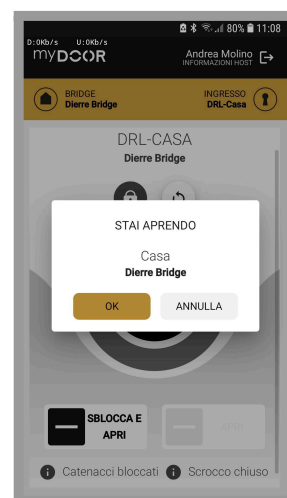 80% 11:08
D:0Kb/s U:0Kb/s
MYDOOR
Andrea Molino
INFORMAZIONI HOST
BRIDGE
Dierre Bridge
INGRESSO
DRL-Casa
DRL-CASA
Dierre Bridge
STAI APRENDO
Casa
Dierre Bridge
OK ANNULLA
SBLOCCA E
APRI
APRI
Catenacci bloccati
Scrocco chiuso